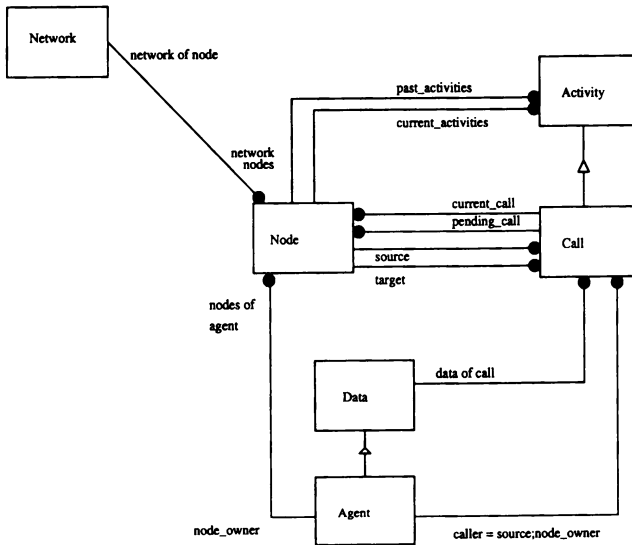 Network
network of node
past_activities
Activity
current_activities
network
nodes
current_call
pending_call
Node
Call
source
target
nodes of
agent
data of call
Data
Agent
node_owner
caller = source;node_owner